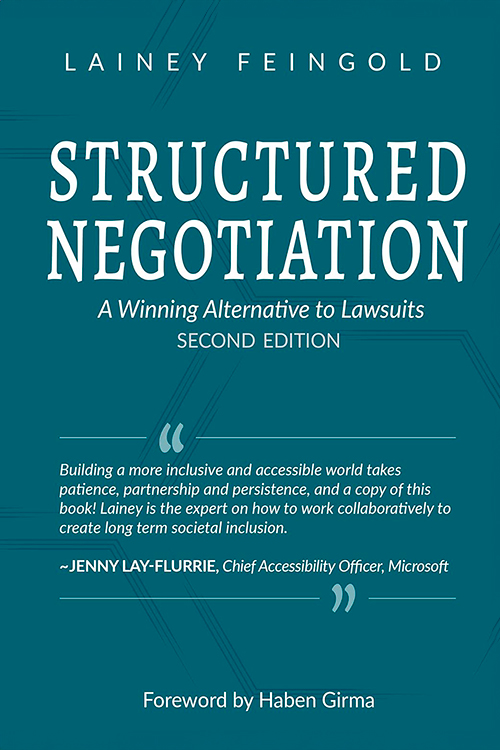 LAINEY FEINGOLD
STRUCTURED
NEGOTIATION
A Winning Alternative to Lawsuits
SECOND EDITION
“
Building a more inclusive and accessible world takes
patience, partnership and persistence, and a copy of this
book! Lainey is the expert on how to work collaboratively to
create long term societal inclusion.
~JENNY LAY-FLURRIE, Chief Accessibility Officer, Microsoft
”
Foreword by Haben Girma